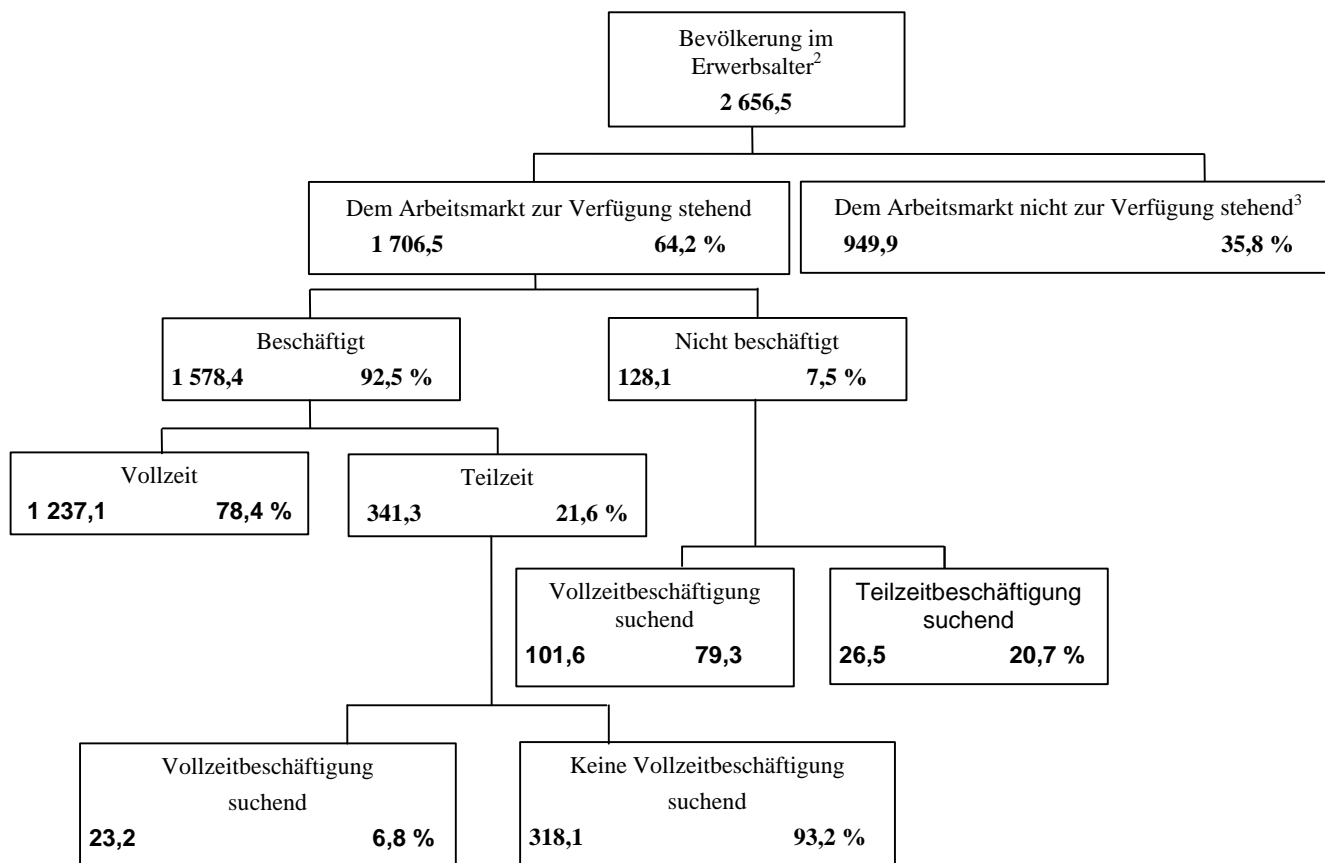 Bevölkerung im
Erwerbsalter²
2 656,5
Dem Arbeitsmarkt zur Verfügung stehend
1 706,5 64,2 %
Dem Arbeitsmarkt nicht zur Verfügung stehend³
949,9 35,8 %
Beschäftigt
1 578,4 92,5 %
Nicht beschäftigt
128,1 7,5 %
Vollzeit
1 237,1 78,4 %
Teilzeit
341,3 21,6 %
Vollzeitbeschäftigung
suchend
101,6 79,3
Teilzeitbeschäftigung
suchend
26,5 20,7 %
Vollzeitbeschäftigung
suchend
23,2 6,8 %
Keine Vollzeitbeschäftigung
suchend
318,1 93,2 %